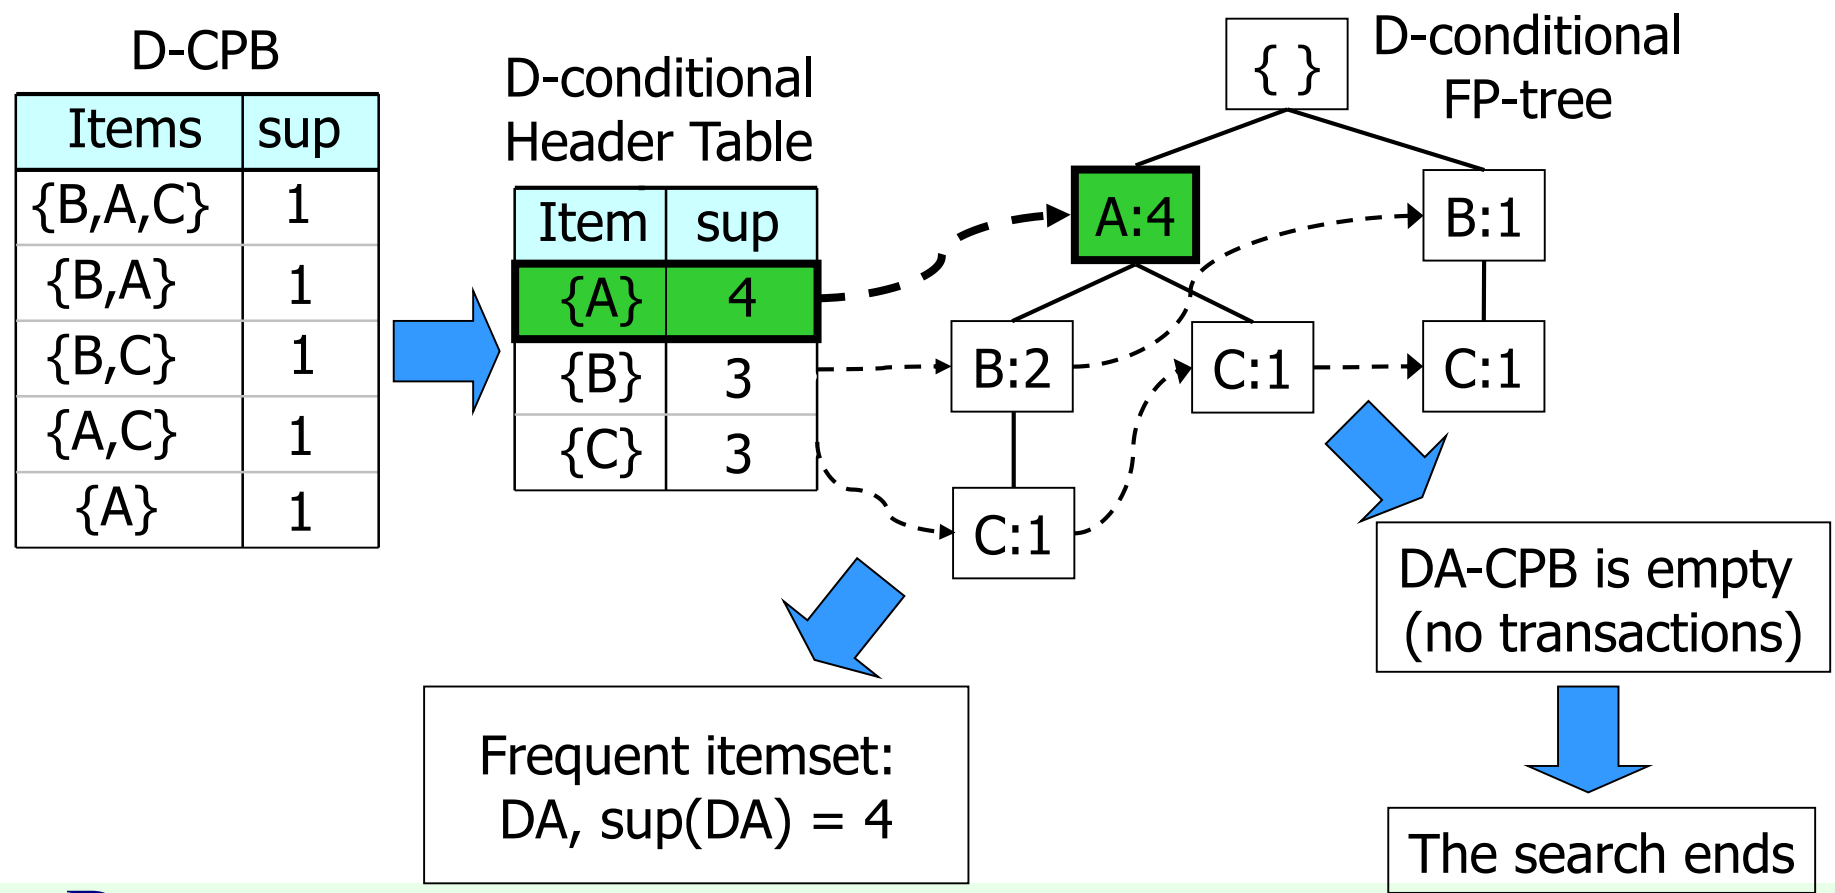 D-CPB
Items sup
{B,A,C} 1
{B,A} 1
{B,C} 1
{A,C} 1
{A} 1
D-conditional
Header Table
Item sup
{A} 4
{B} 3
{C} 3
D-conditional
FP-tree
{ }
A:4
B:1
B:2
C:1
C:1
C:1
DA-CPB is empty
(no transactions)
Frequent itemset:
DA, sup(DA) = 4
The search ends